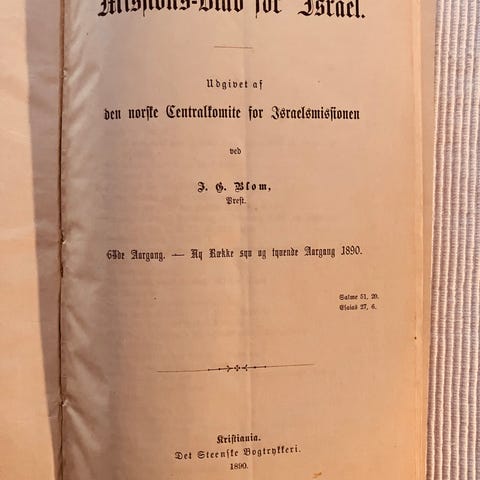 Missions-Blad for Israel.
Udgivet af
den norske Centralkomite for Israelsmissionen
ved
J. G. Blom,
Prest.
64de Aargang. — Ny Række syv og tyvende Aargang 1890.
Salme 51, 20.
Esaias 27, 6.
Kristiania.
Det Steenske Bogtrykkeri.
1890.